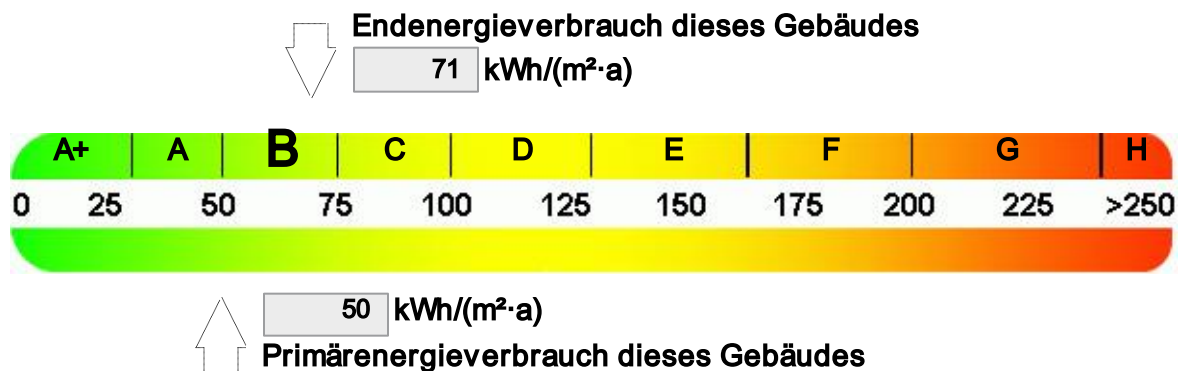 Endenergieverbrauch dieses Gebäudes
71 kWh/(m²·a)
A+ A B C D E F G H
0 25 50 75 100 125 150 175 200 225 >250
50 kWh/(m²·a)
Primärenergieverbrauch dieses Gebäudes